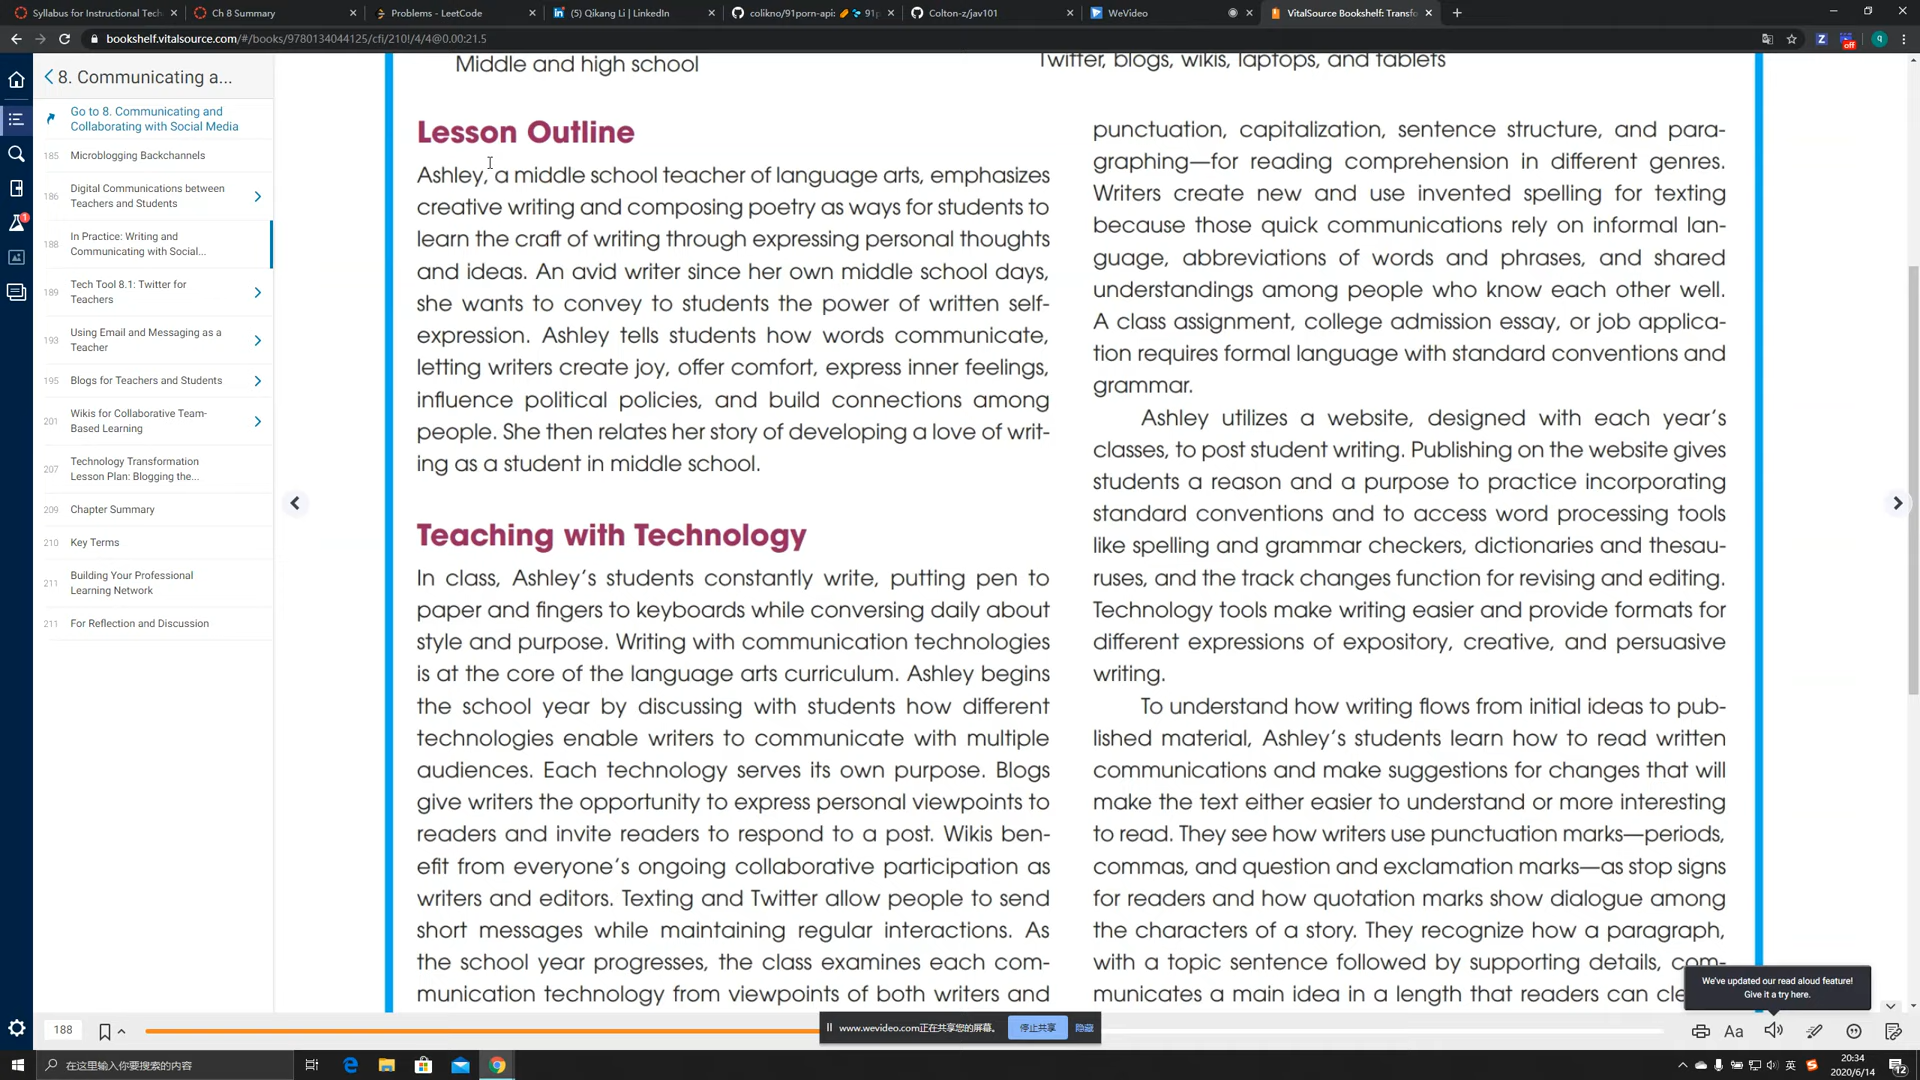 Syllabus for Instructional Tech
Ch 8 Summary
Problems - LeetCode
(5) Qikang Li | LinkedIn
colikno/91porn-api:
Colton-z/jav101
WeVideo
VitalSource Bookshelf: Transfo
bookshelf.vitalsource.com/#/books/9780134044125/cfi/210!/4/4@0.00:21.5
off
8. Communicating a...
Go to 8. Communicating and
Collaborating with Social Media
185 Microblogging Backchannels
186 Digital Communications between
Teachers and Students
188 In Practice: Writing and
Communicating with Social...
189 Tech Tool 8.1: Twitter for
Teachers
193 Using Email and Messaging as a
Teacher
195 Blogs for Teachers and Students
201 Wikis for Collaborative Team-
Based Learning
207 Technology Transformation
Lesson Plan: Blogging the...
209 Chapter Summary
210 Key Terms
211 Building Your Professional
Learning Network
211 For Reflection and Discussion
Middle and high school
Twitter, blogs, wikis, laptops, and tablets
Lesson Outline
Ashley, a middle school teacher of language arts, emphasizes
creative writing and composing poetry as ways for students to
learn the craft of writing through expressing personal thoughts
and ideas. An avid writer since her own middle school days,
she wants to convey to students the power of written self-
expression. Ashley tells students how words communicate,
letting writers create joy, offer comfort, express inner feelings,
influence political policies, and build connections among
people. She then relates her story of developing a love of writ-
ing as a student in middle school.
Teaching with Technology
In class, Ashley's students constantly write, putting pen to
paper and fingers to keyboards while conversing daily about
style and purpose. Writing with communication technologies
is at the core of the language arts curriculum. Ashley begins
the school year by discussing with students how different
technologies enable writers to communicate with multiple
audiences. Each technology serves its own purpose. Blogs
give writers the opportunity to express personal viewpoints to
readers and invite readers to respond to a post. Wikis ben-
efit from everyone's ongoing collaborative participation as
writers and editors. Texting and Twitter allow people to send
short messages while maintaining regular interactions. As
the school year progresses, the class examines each com-
munication technology from viewpoints of both writers and
punctuation, capitalization, sentence structure, and para-
graphing—for reading comprehension in different genres.
Writers create new and use invented spelling for texting
because those quick communications rely on informal lan-
guage, abbreviations of words and phrases, and shared
understandings among people who know each other well.
A class assignment, college admission essay, or job applica-
tion requires formal language with standard conventions and
grammar.
Ashley utilizes a website, designed with each year's
classes, to post student writing. Publishing on the website gives
students a reason and a purpose to practice incorporating
standard conventions and to access word processing tools
like spelling and grammar checkers, dictionaries and thesau-
ruses, and the track changes function for revising and editing.
Technology tools make writing easier and provide formats for
different expressions of expository, creative, and persuasive
writing.
To understand how writing flows from initial ideas to pub-
lished material, Ashley's students learn how to read written
communications and make suggestions for changes that will
make the text either easier to understand or more interesting
to read. They see how writers use punctuation marks—periods,
commas, and question and exclamation marks—as stop signs
for readers and how quotation marks show dialogue among
the characters of a story. They recognize how a paragraph,
with a topic sentence followed by supporting details, com-
municates a main idea in a length that readers can cle
We've updated our read aloud feature!
Give it a try here.
188
www.wevideo.com正在共享您的屏幕。
停止共享
隐藏
Aa
在这里输入你要搜索的内容
英
20:34
2020/6/14
12